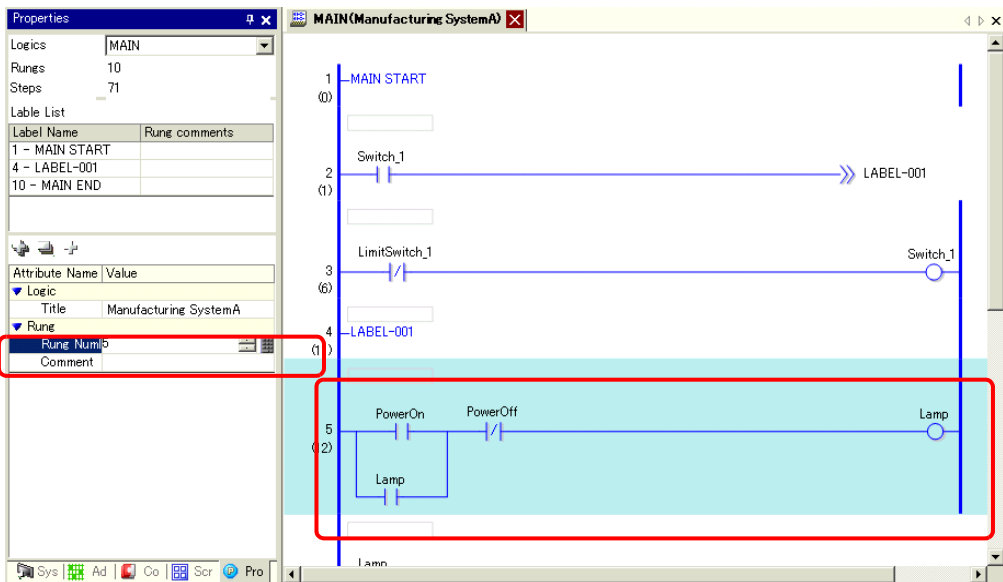 Properties
Logics MAIN
Rungs 10
Steps 71
Lable List
Label Name Rung comments
1 - MAIN START
4 - LABEL-001
10 - MAIN END
Attribute Name Value
Logic
Title Manufacturing SystemA
Rung
Rung Num 5
Comment
Sys Ad Co Scr Pro
MAIN(Manufacturing SystemA)
1 MAIN START
(0)
Switch_1
2 LABEL-001
(1)
LimitSwitch_1 Switch_1
3
(6)
4 LABEL-001
PowerOn PowerOff Lamp
5
(12)
Lamp
Lamp